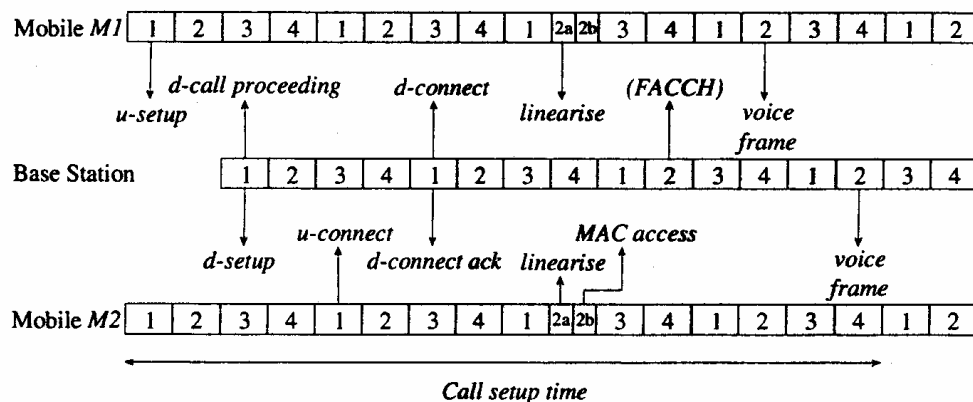 Mobile M1 1 2 3 4 1 2 3 4 1 2a 2b 3 4 1 2 3 4 1 2
d-call proceeding d-connect (FACCH)
u-setup linearise voice
frame
Base Station 1 2 3 4 1 2 3 4 1 2 3 4 1 2 3 4
u-connect MAC access
d-setup d-connect ack linearise voice
frame
Mobile M2 1 2 3 4 1 2 3 4 1 2a 2b 3 4 1 2 3 4 1 2
Call setup time